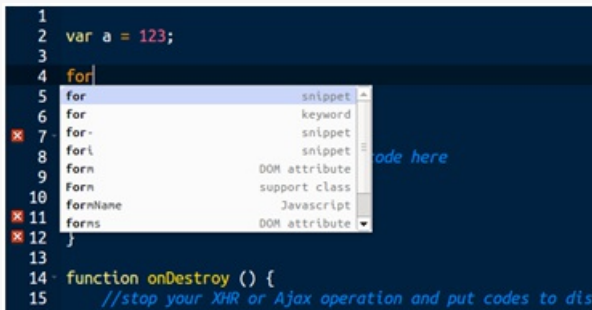 1
2 var a = 123;
3
4 for
5 for snippet
6 for keyword
7 for- snippet
fori snippet
8 form DOM attribute ode here
9 Form support class
10 formName Javascript
11 forms DOM attribute
12 }
13
14 function onDestroy () {
15 //stop your XHR or Ajax operation and put codes to dis